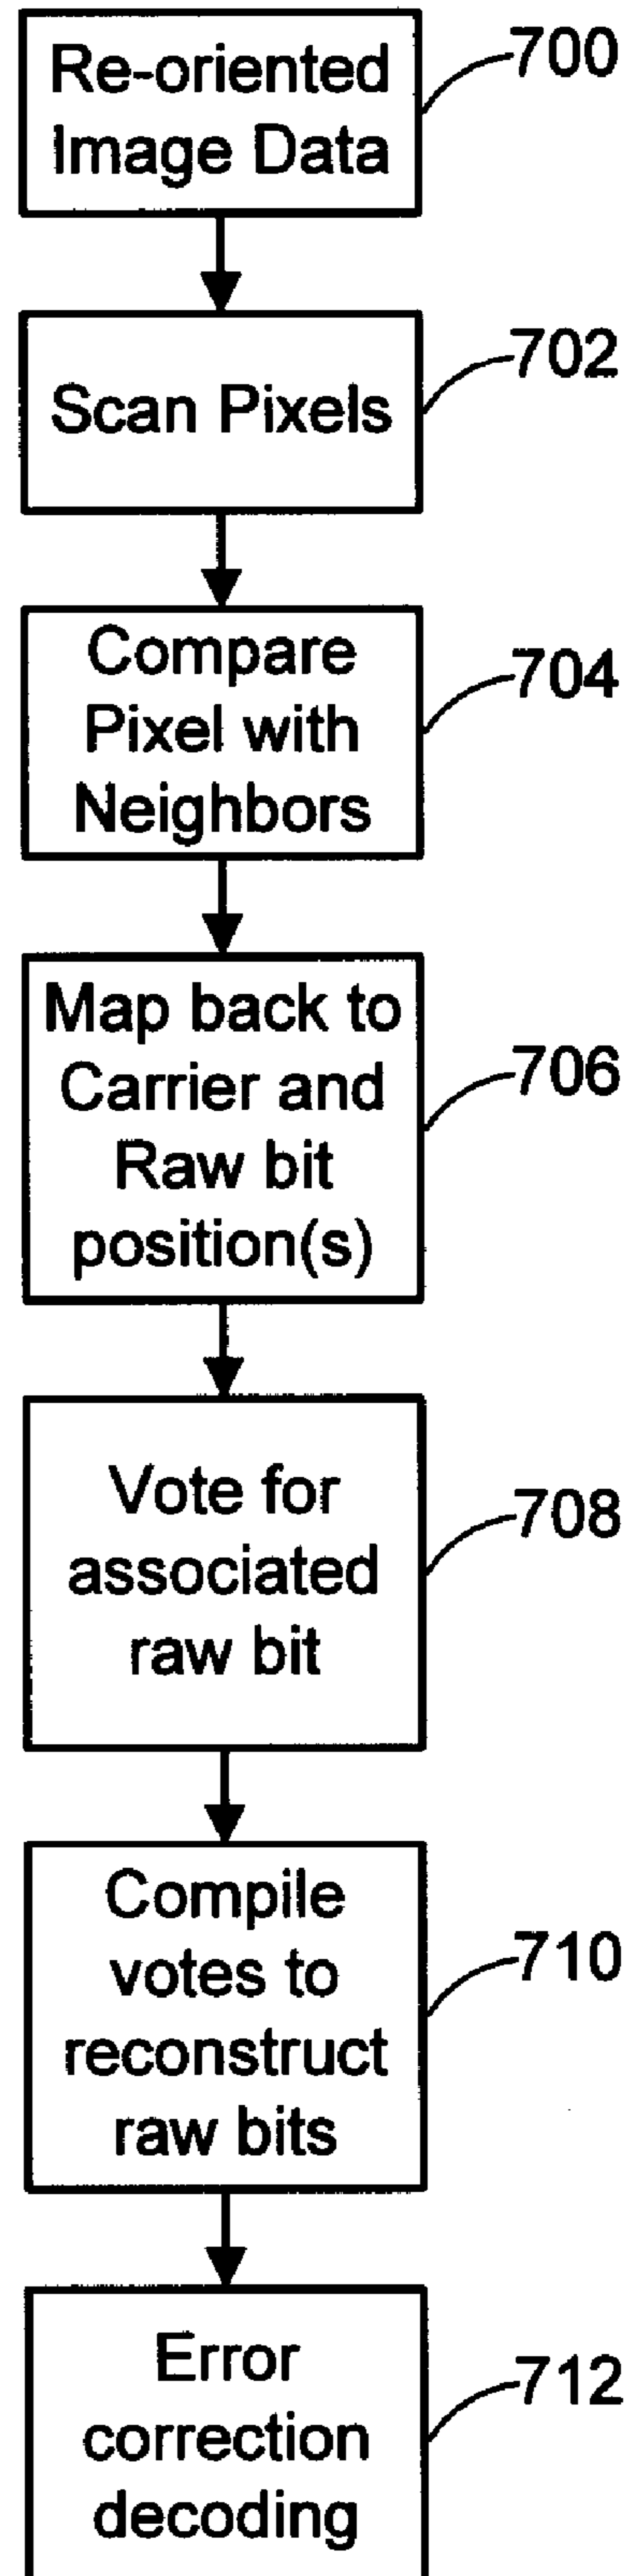 700
Re-oriented
Image Data
702
Scan Pixels
704
Compare
Pixel with
Neighbors
706
Map back to
Carrier and
Raw bit
position(s)
708
Vote for
associated
raw bit
710
Compile
votes to
reconstruct
raw bits
712
Error
correction
decoding